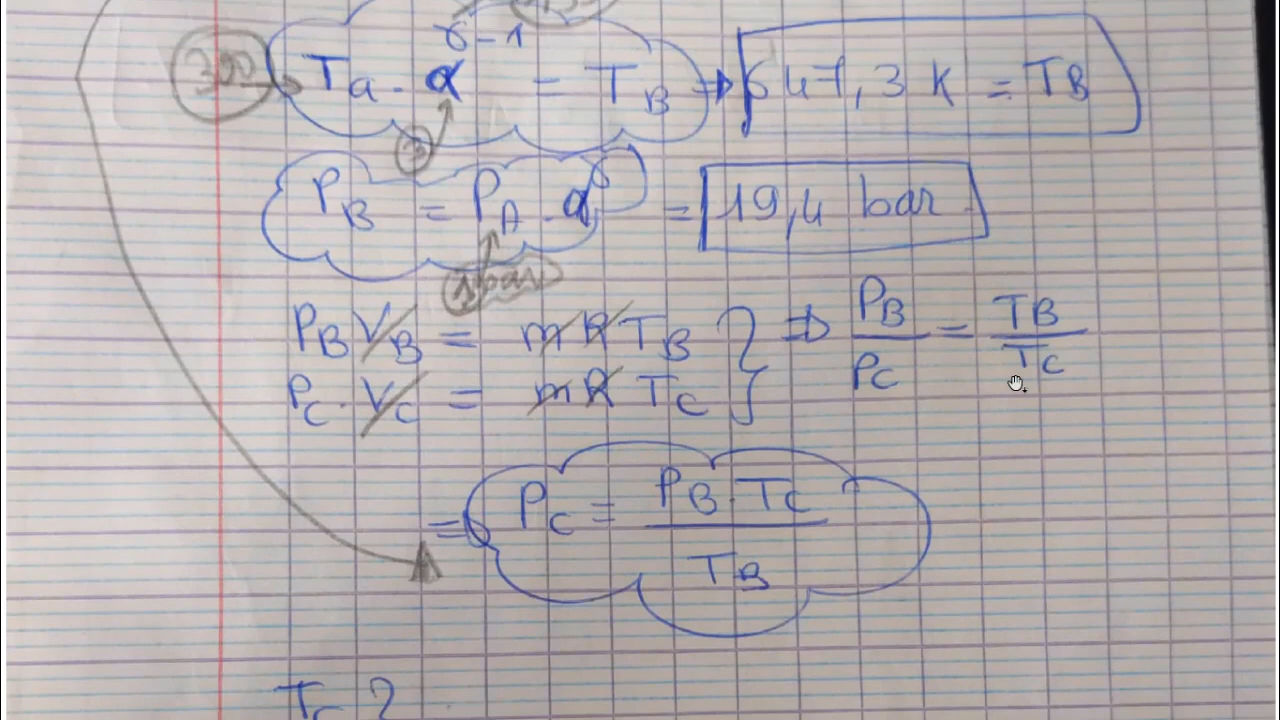 300 → Ta . α^(γ-1) = TB ⇒ 647,3 K = TB
PB = PA . α^γ = 19,4 bar
1 bar
PB VB = m R TB } ⇒ PB/PC = TB/TC
PC . VC = m R TC
⇒ PC = PB . TC / TB
Tc ?